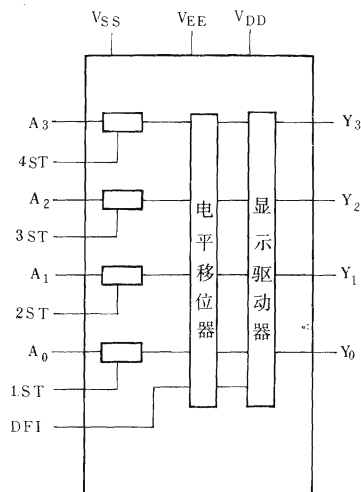 VSS VEE VDD
A3 Y3
4ST
A2 Y2
3ST
A1 Y1
2ST
A0 Y0
1ST
DFI
电平移位器
显示驱动器